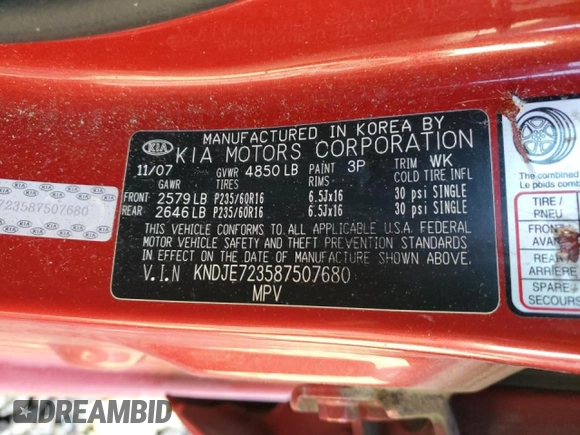 MANUFACTURED IN KOREA BY
KIA KIA MOTORS CORPORATION
11/07 GVWR 4850 LB PAINT 3P TRIM WK
GAWR TIRES RIMS COLD TIRE INFL
FRONT 2579 LB P235/60R16 6.5Jx16 30 psi SINGLE
REAR 2646 LB P235/60R16 6.5Jx16 30 psi SINGLE
THIS VEHICLE CONFORMS TO ALL APPLICABLE U.S.A. FEDERAL
MOTOR VEHICLE SAFETY AND THEFT PREVENTION STANDARDS
IN EFFECT ON THE DATE OF MANUFACTURE SHOWN ABOVE.
V.I.N KNDJE723587507680
MPV
723587507680
The combined
Le poids com
TIRE /
PNEU
FRON
AVAN
REAR
ARRIÈRE
SPARE
SECOURS
DREAMBID